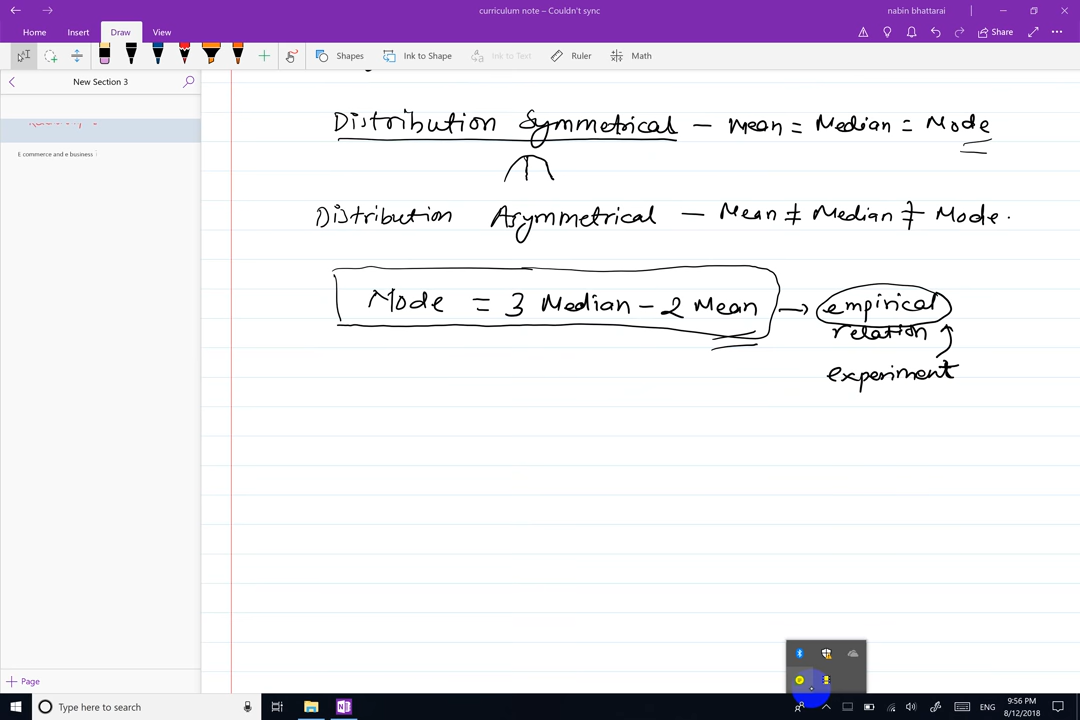 curriculum note – Couldn't sync
nabin bhattarai
Home Insert Draw View
Share
Shapes Ink to Shape Ink to Text Ruler Math
New Section 3
E commerce and e business
Distribution Symmetrical – Mean = Median = Mode
Distribution Asymmetrical – Mean ≠ Median ≠ Mode.
Mode = 3 Median – 2 Mean → empirical
relation
experiment
+ Page
Type here to search
ENG
9:56 PM
8/12/2018